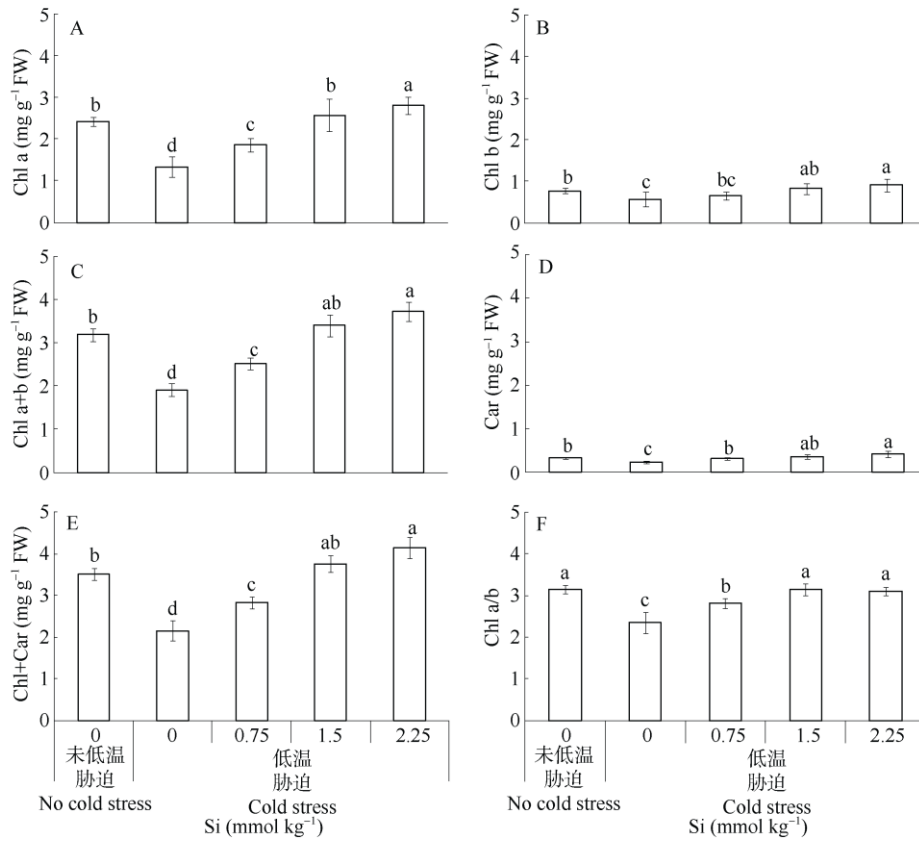 A
Chl a (mg g⁻¹ FW)
5
4
3
2
1
0
b
d
c
b
a
B
Chl b (mg g⁻¹ FW)
5
4
3
2
1
0
b
c
bc
ab
a
C
Chl a+b (mg g⁻¹ FW)
5
4
3
2
1
0
b
d
c
ab
a
D
Car (mg g⁻¹ FW)
5
4
3
2
1
0
b
c
b
ab
a
E
Chl+Car (mg g⁻¹ FW)
5
4
3
2
1
0
b
d
c
ab
a
F
Chl a/b
5
4
3
2
1
0
a
c
b
a
a
0 0 0.75 1.5 2.25
未低温 低温
胁迫 胁迫
No cold stress Cold stress
Si (mmol kg⁻¹)
0 0 0.75 1.5 2.25
未低温 低温
胁迫 胁迫
No cold stress Cold stress
Si (mmol kg⁻¹)